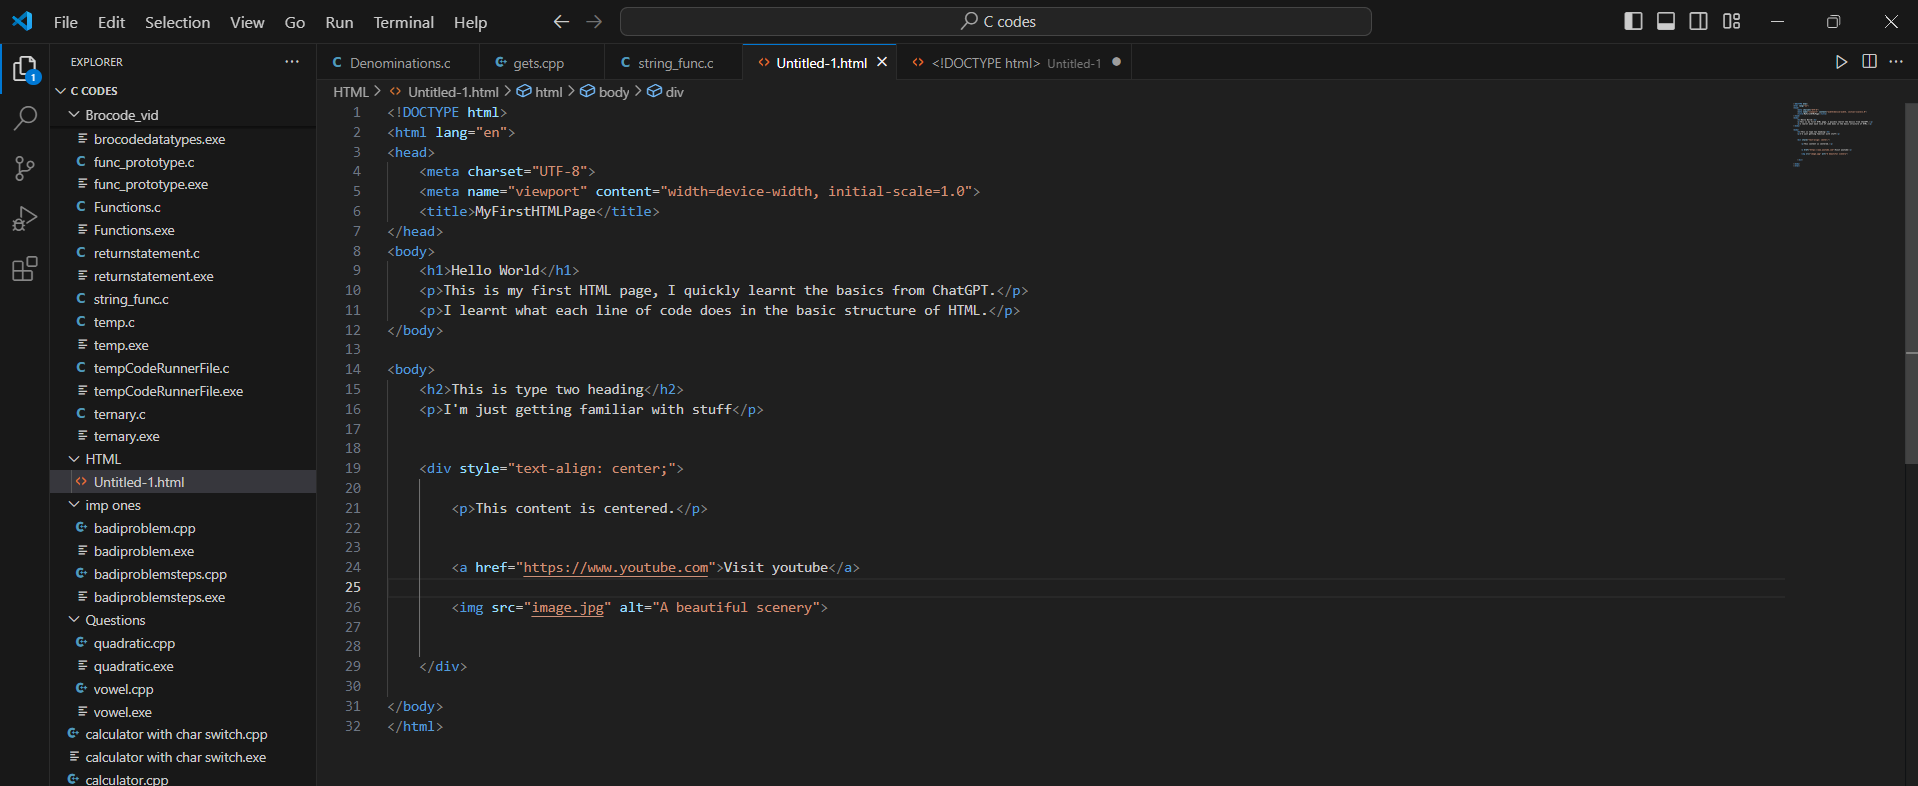 File Edit Selection View Go Run Terminal Help
C codes
EXPLORER
C CODES
Brocode_vid
brocodedatatypes.exe
func_prototype.c
func_prototype.exe
Functions.c
Functions.exe
returnstatement.c
returnstatement.exe
string_func.c
temp.c
temp.exe
tempCodeRunnerFile.c
tempCodeRunnerFile.exe
ternary.c
ternary.exe
HTML
Untitled-1.html
imp ones
badiproblem.cpp
badiproblem.exe
badiproblemsteps.cpp
badiproblemsteps.exe
Questions
quadratic.cpp
quadratic.exe
vowel.cpp
vowel.exe
calculator with char switch.cpp
calculator with char switch.exe
calculator.cpp
1
C Denominations.c
gets.cpp
C string_func.c
Untitled-1.html
<!DOCTYPE html> Untitled-1
HTML > Untitled-1.html > html > body > div
1 <!DOCTYPE html>
2 <html lang="en">
3 <head>
4 <meta charset="UTF-8">
5 <meta name="viewport" content="width=device-width, initial-scale=1.0">
6 <title>MyFirstHTMLPage</title>
7 </head>
8 <body>
9 <h1>Hello World</h1>
10 <p>This is my first HTML page, I quickly learnt the basics from ChatGPT.</p>
11 <p>I learnt what each line of code does in the basic structure of HTML.</p>
12 </body>
13
14 <body>
15 <h2>This is type two heading</h2>
16 <p>I'm just getting familiar with stuff</p>
17
18
19 <div style="text-align: center;">
20
21 <p>This content is centered.</p>
22
23
24 <a href="https://www.youtube.com">Visit youtube</a>
25
26 <img src="image.jpg" alt="A beautiful scenery">
27
28
29 </div>
30
31 </body>
32 </html>